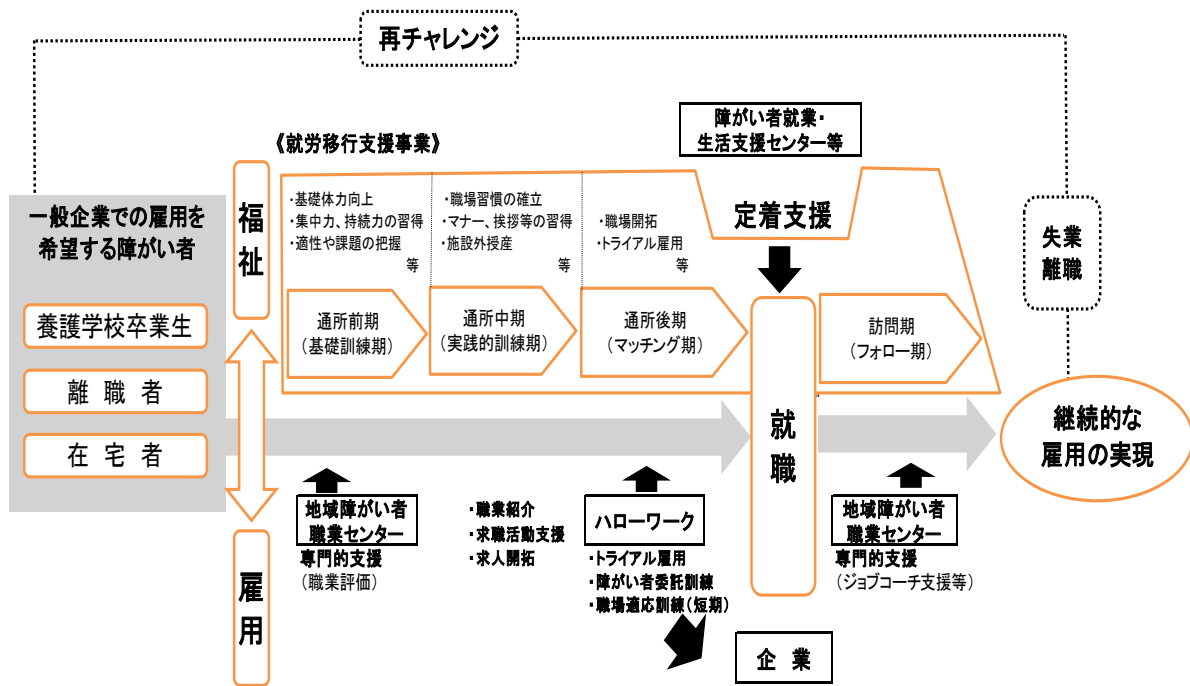 再チャレンジ
障がい者就業・
生活支援センター等
《就労移行支援事業》
一般企業での雇用を
希望する障がい者
養護学校卒業生
離職者
在宅者
福祉
雇用
・基礎体力向上
・集中力、持続力の習得
・適性や課題の把握
等
・職場習慣の確立
・マナー、挨拶等の習得
・施設外授産
等
・職場開拓
・トライアル雇用
等
定着支援
通所前期
（基礎訓練期）
通所中期
（実践的訓練期）
通所後期
（マッチング期）
訪問期
（フォロー期）
就職
失業
離職
継続的な
雇用の実現
地域障がい者
職業センター
専門的支援
（職業評価）
・職業紹介
・求職活動支援
・求人開拓
ハローワーク
・トライアル雇用
・障がい者委託訓練
・職場適応訓練（短期）
地域障がい者
職業センター
専門的支援
（ジョブコーチ支援等）
企業